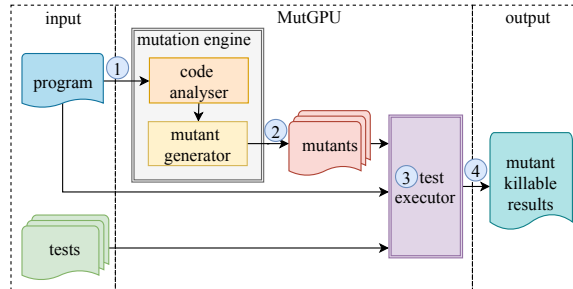 input
MutGPU
output
mutation engine
program
1
code
analyser
mutant
generator
2
mutants
3
test
executor
4
mutant
killable
results
tests